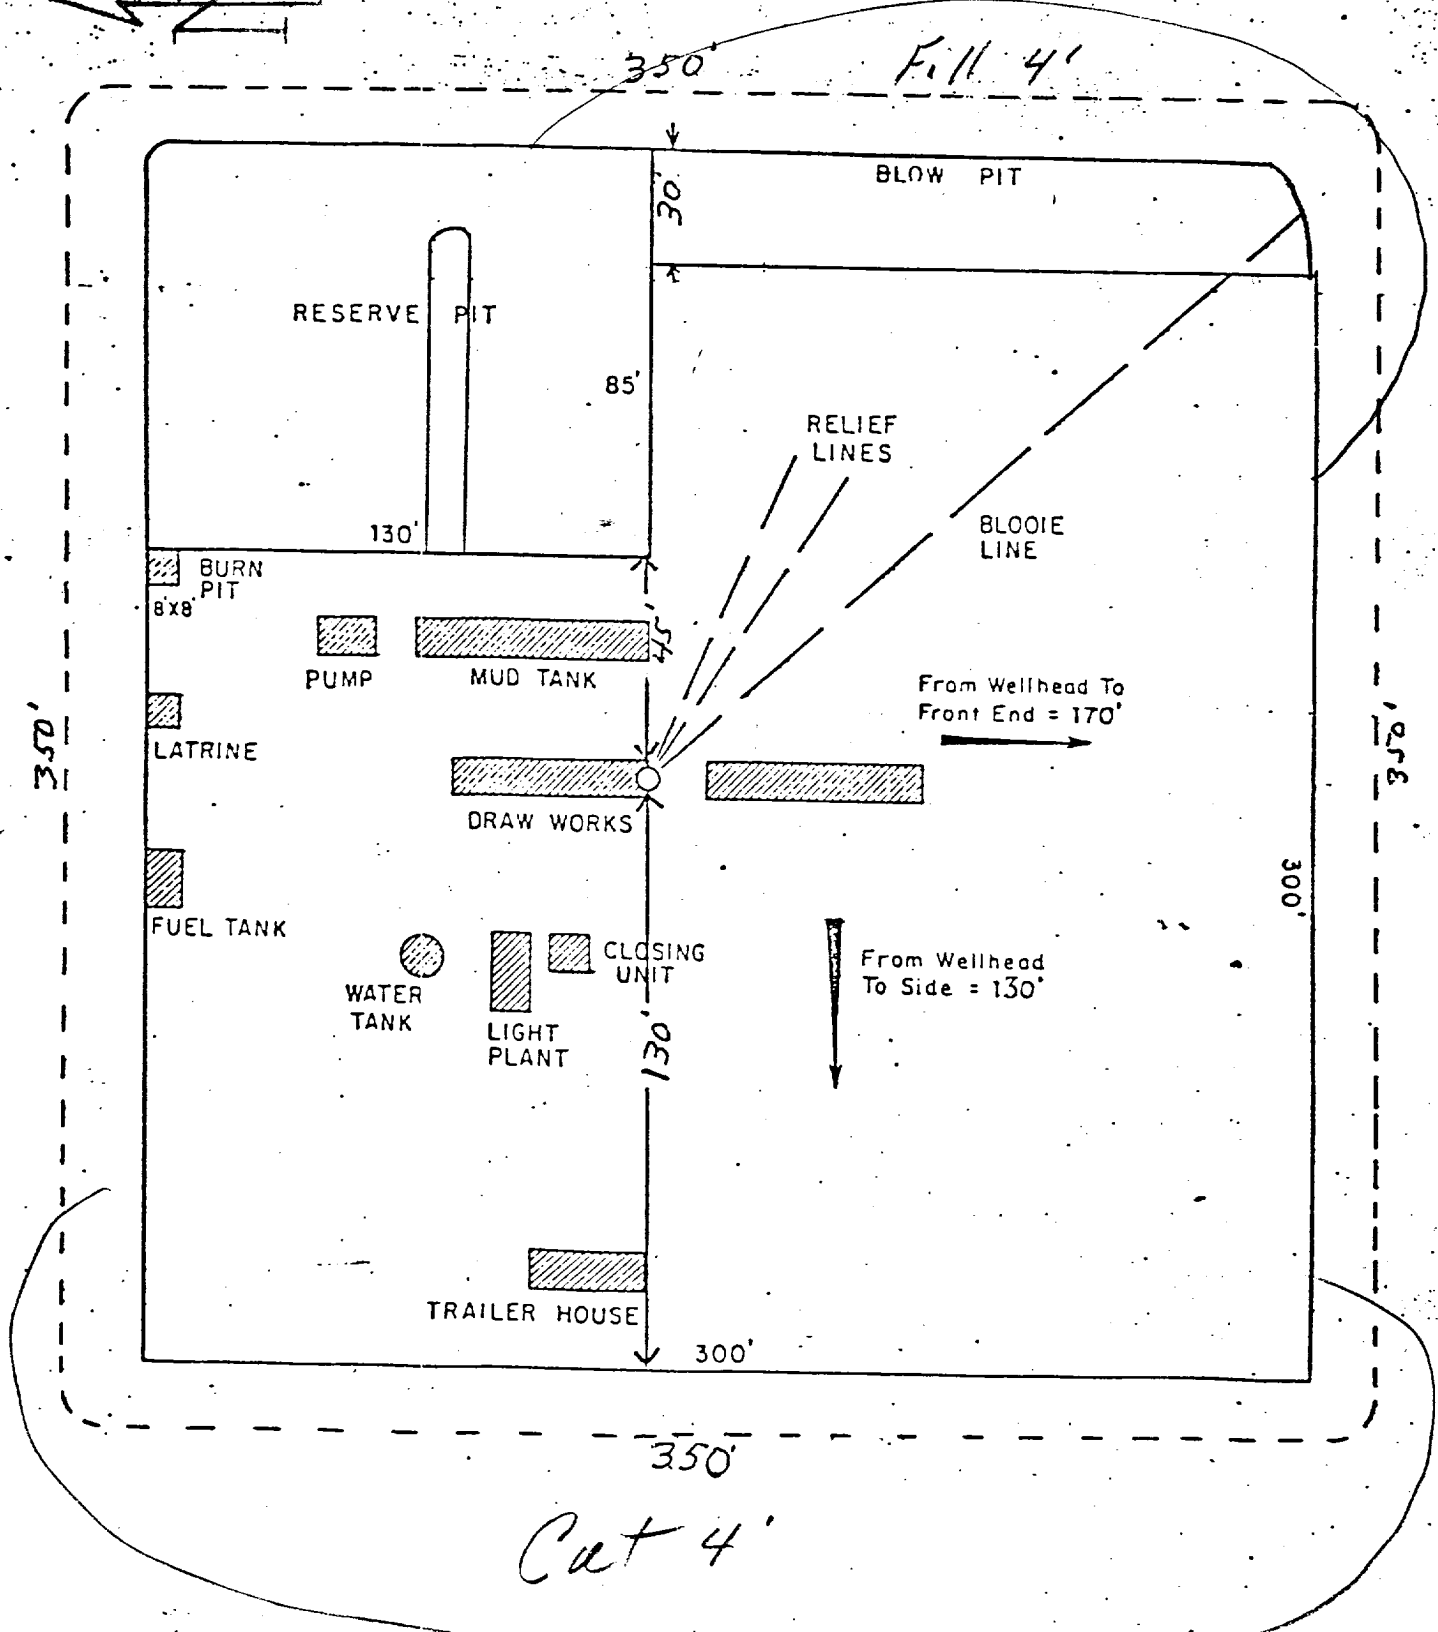 350'
Fill 4'
BLOW PIT
30'
RESERVE PIT
85'
RELIEF
LINES
130'
BLOOIE
LINE
BURN
PIT
8'X8'
45'
PUMP
MUD TANK
From Wellhead To
Front End = 170'
350'
350'
LATRINE
DRAW WORKS
300'
FUEL TANK
CLOSING
UNIT
From Wellhead
To Side = 130'
WATER
TANK
LIGHT
PLANT
130'
TRAILER HOUSE
300'
350'
Cut 4'